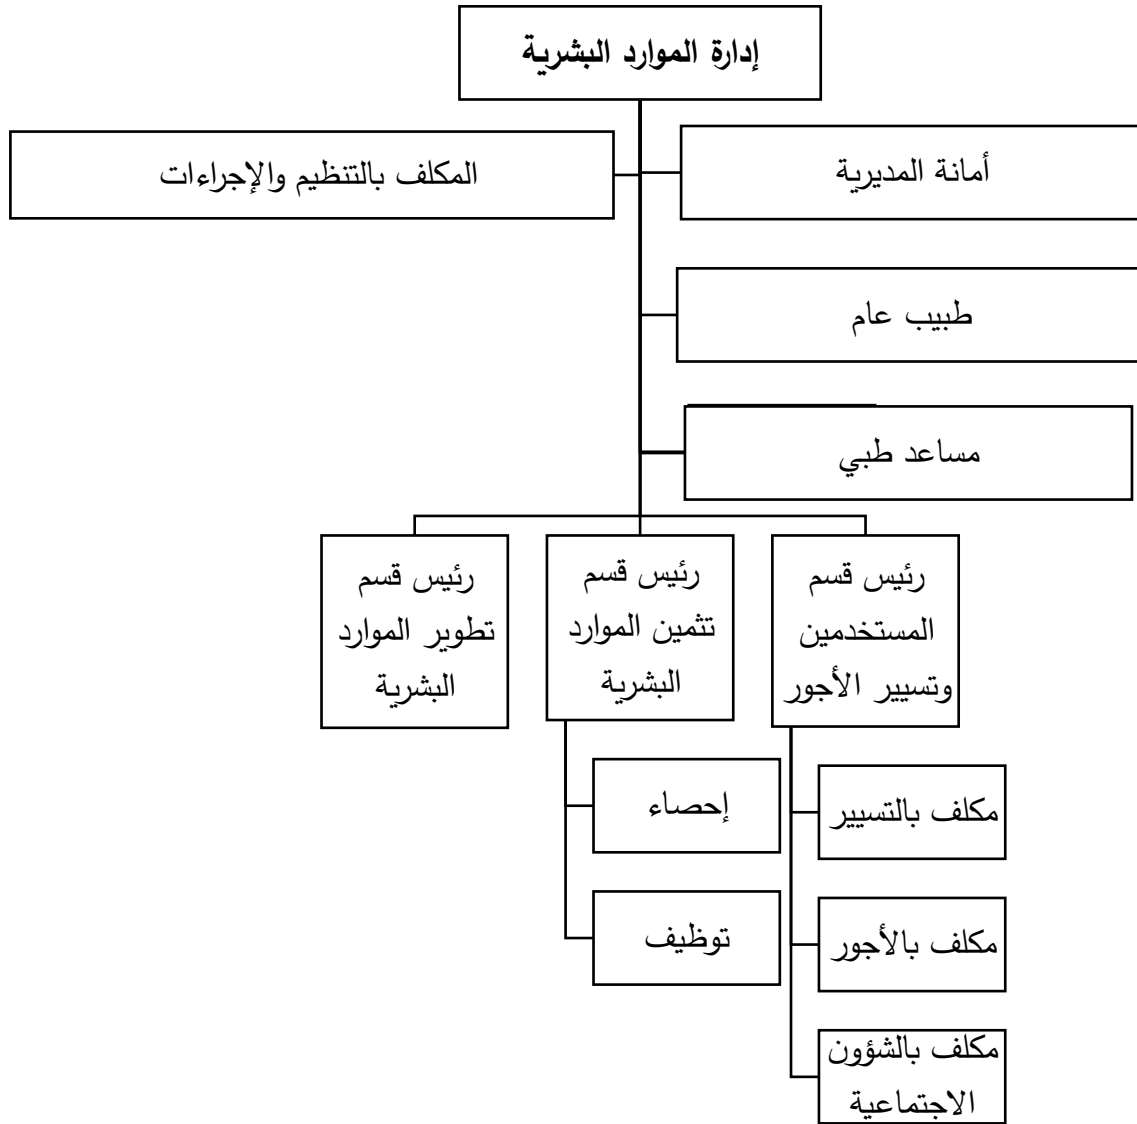 إدارة الموارد البشرية
أمانة المديرية
المكلف بالتنظيم والإجراءات
طبيب عام
مساعد طبي
رئيس قسم
المستخدمين
وتسيير الأجور
رئيس قسم
تثمين الموارد
البشرية
رئيس قسم
تطوير الموارد
البشرية
مكلف بالتسيير
مكلف بالأجور
مكلف بالشؤون
الاجتماعية
إحصاء
توظيف